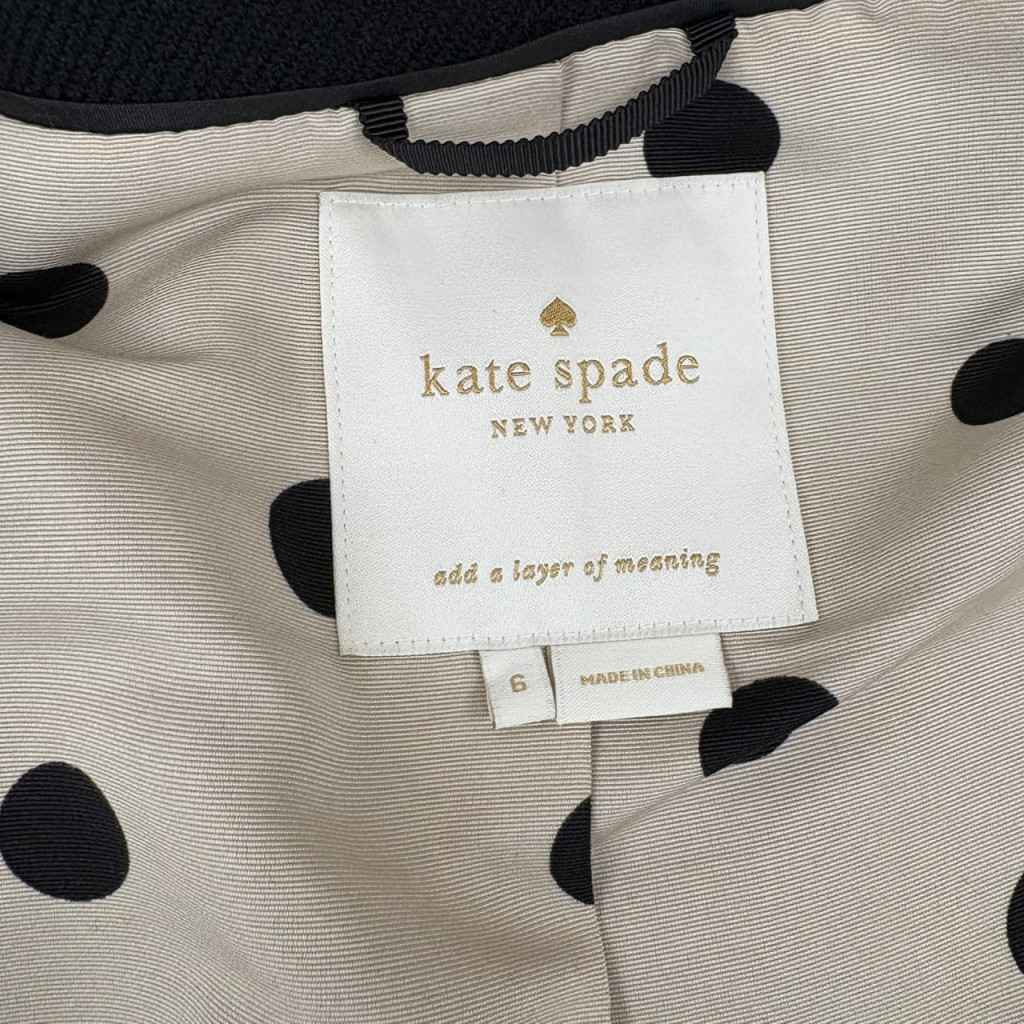 kate spade
NEW YORK
add a layer of meaning
6
MADE IN CHINA